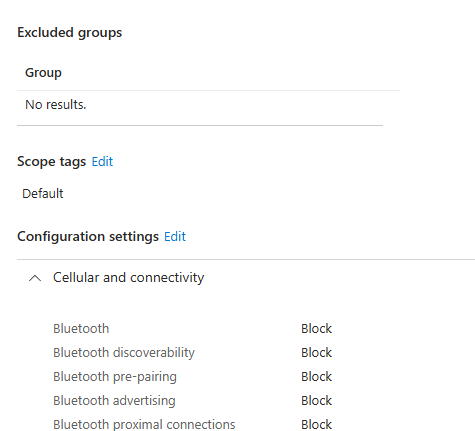 Excluded groups
Group
No results.
Scope tags Edit
Default
Configuration settings Edit
Cellular and connectivity
Bluetooth Block
Bluetooth discoverability Block
Bluetooth pre-pairing Block
Bluetooth advertising Block
Bluetooth proximal connections Block